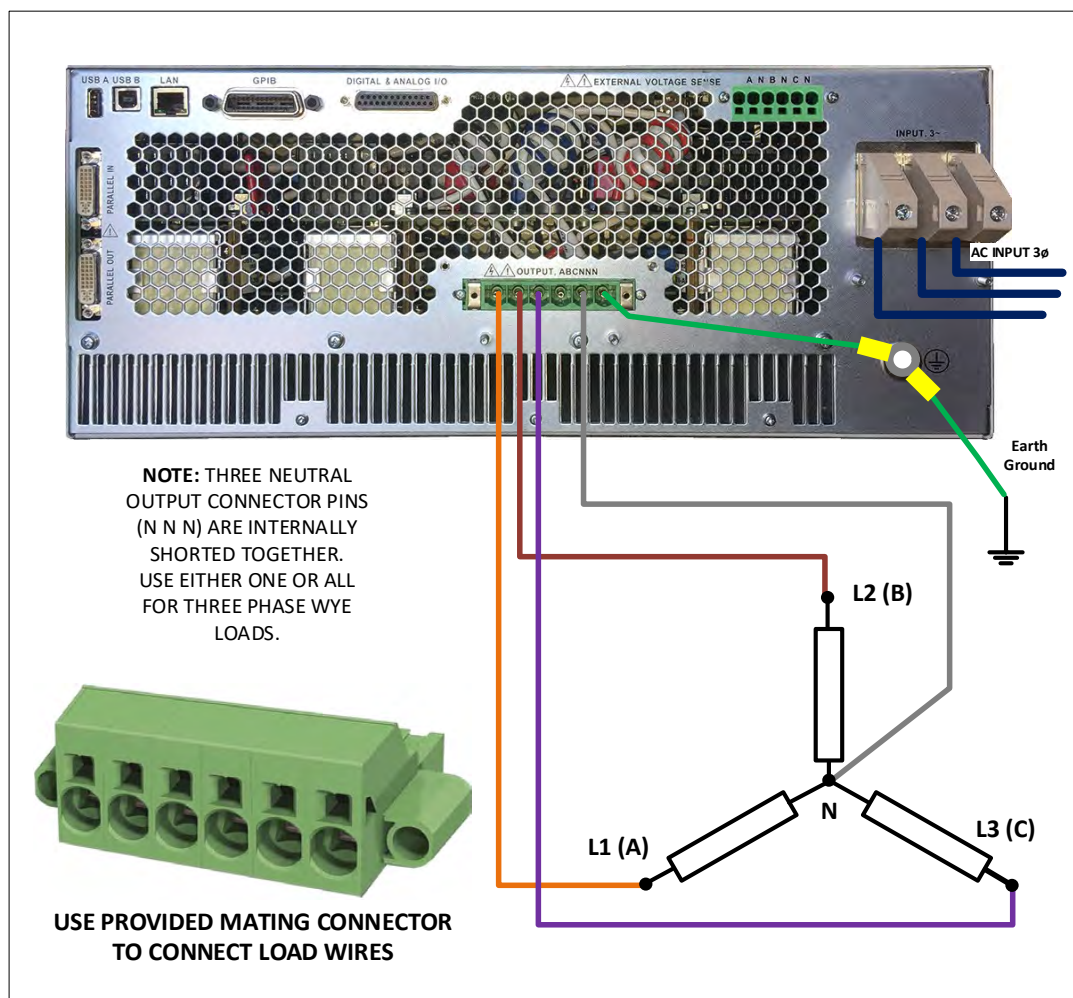 USB A USB B LAN GPIB DIGITAL & ANALOG I/O EXTERNAL VOLTAGE SENSE A N B N C N
INPUT. 3~
PARALLEL IN
PARALLEL OUT
AC INPUT 3ø
OUTPUT. ABCNNN
Earth
Ground
NOTE: THREE NEUTRAL
OUTPUT CONNECTOR PINS
(N N N) ARE INTERNALLY
SHORTED TOGETHER.
USE EITHER ONE OR ALL
FOR THREE PHASE WYE
LOADS.
L2 (B)
N
L1 (A)
L3 (C)
USE PROVIDED MATING CONNECTOR
TO CONNECT LOAD WIRES